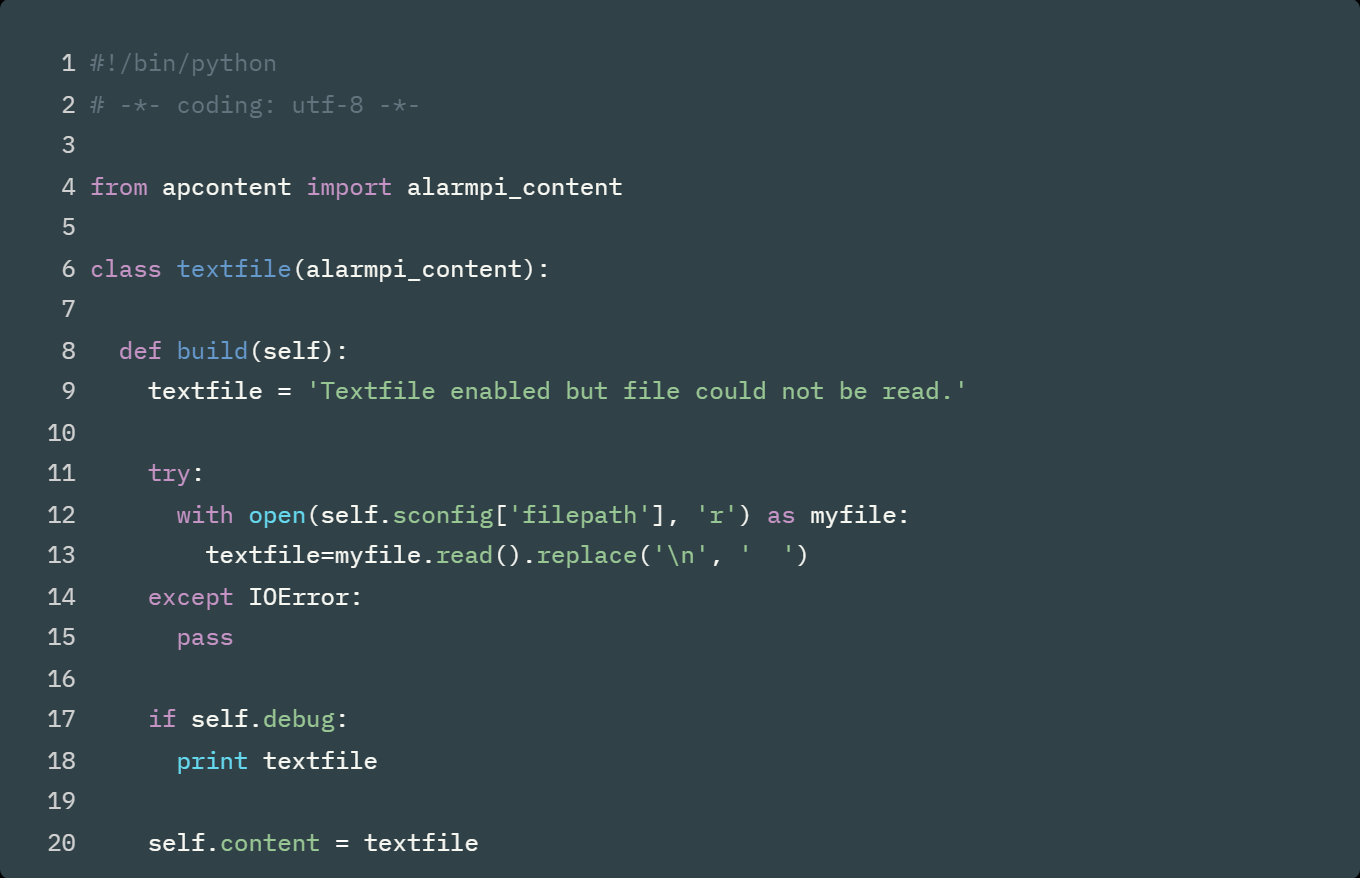 1 #!/bin/python
2 # -*- coding: utf-8 -*-
3
4 from apcontent import alarmpi_content
5
6 class textfile(alarmpi_content):
7
8   def build(self):
9     textfile = 'Textfile enabled but file could not be read.'
10
11     try:
12       with open(self.sconfig['filepath'], 'r') as myfile:
13         textfile=myfile.read().replace('\n', '  ')
14     except IOError:
15       pass
16
17     if self.debug:
18       print textfile
19
20     self.content = textfile